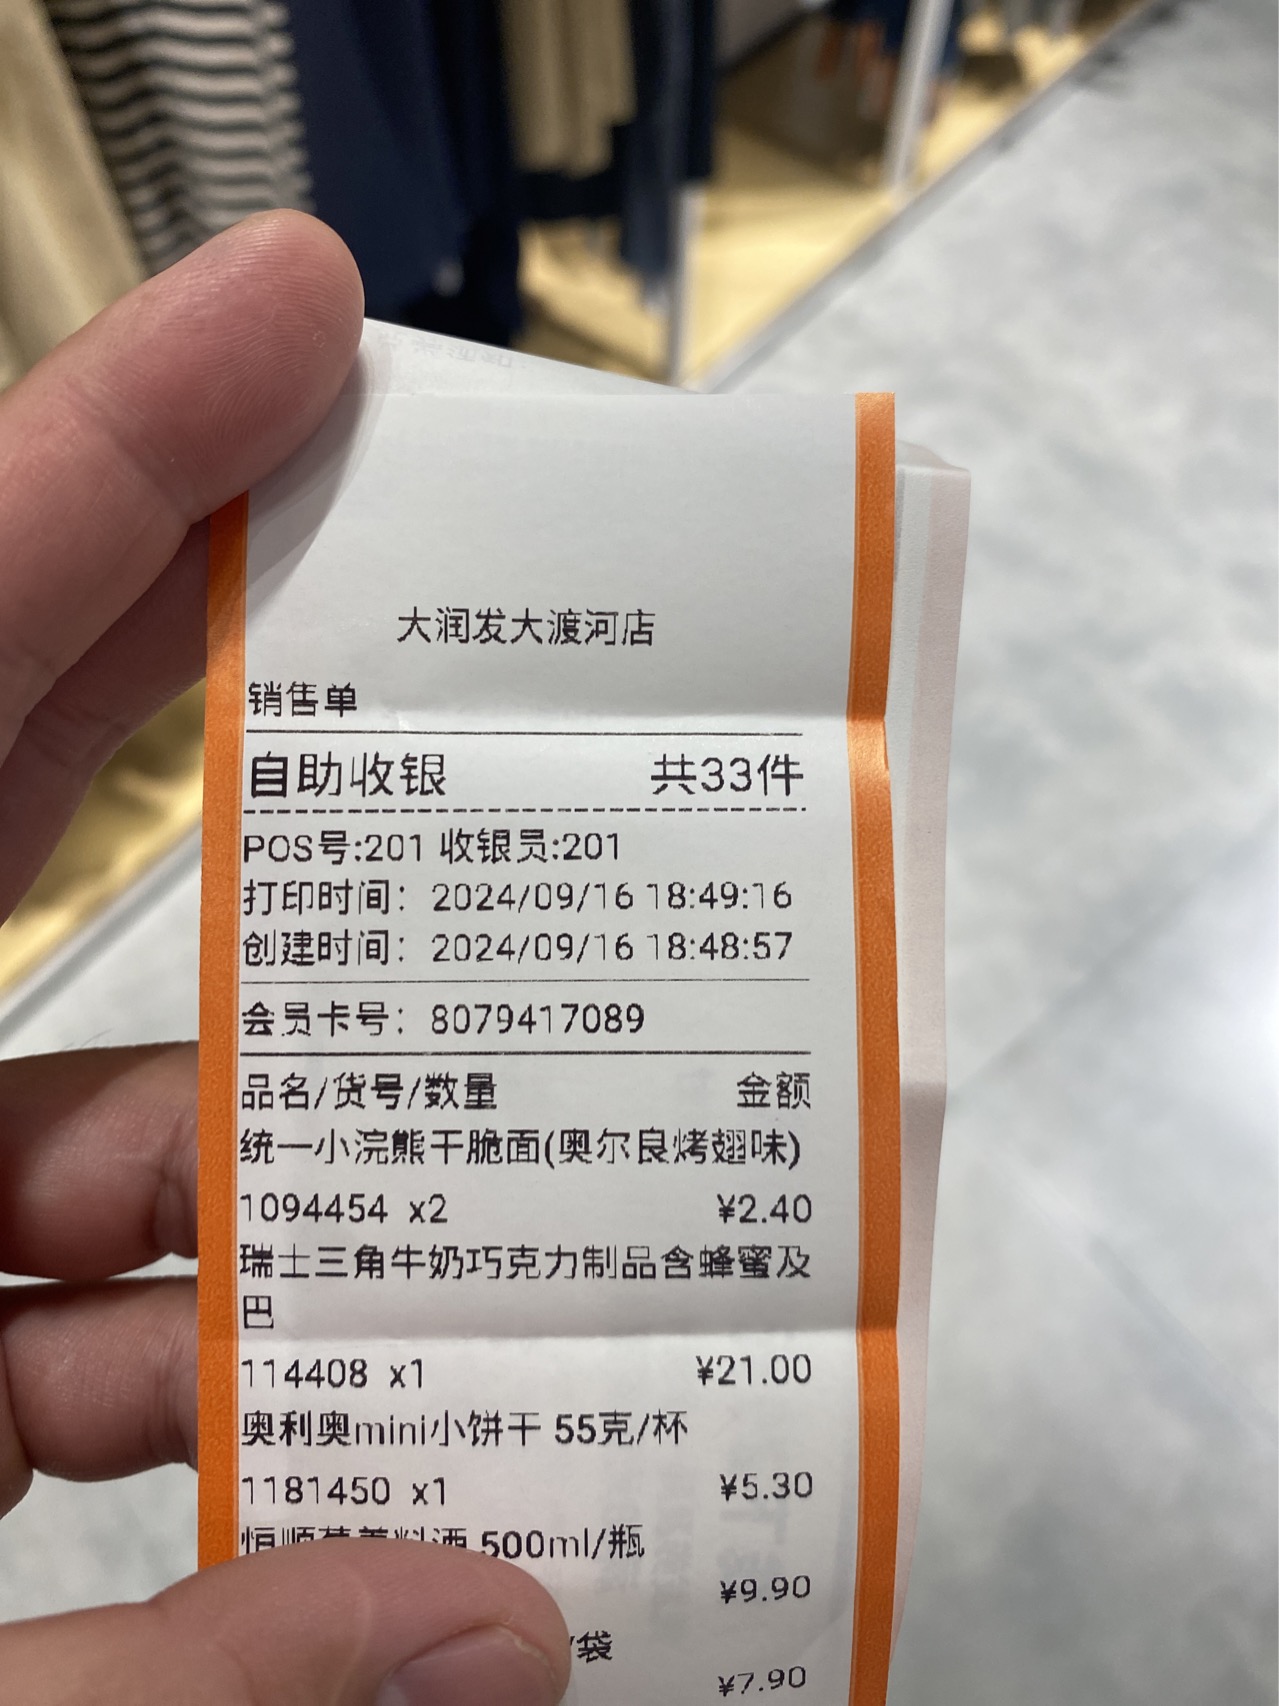 大润发大渡河店
销售单
自助收银 共33件
POS号:201 收银员:201
打印时间：2024/09/16 18:49:16
创建时间：2024/09/16 18:48:57
会员卡号：8079417089
品名/货号/数量 金额
统一小浣熊干脆面(奥尔良烤翅味)
1094454 x2 ¥2.40
瑞士三角牛奶巧克力制品含蜂蜜及
巴
114408 x1 ¥21.00
奥利奥mini小饼干 55克/杯
1181450 x1 ¥5.30
恒顺葱姜料酒 500ml/瓶
¥9.90
/袋
¥7.90